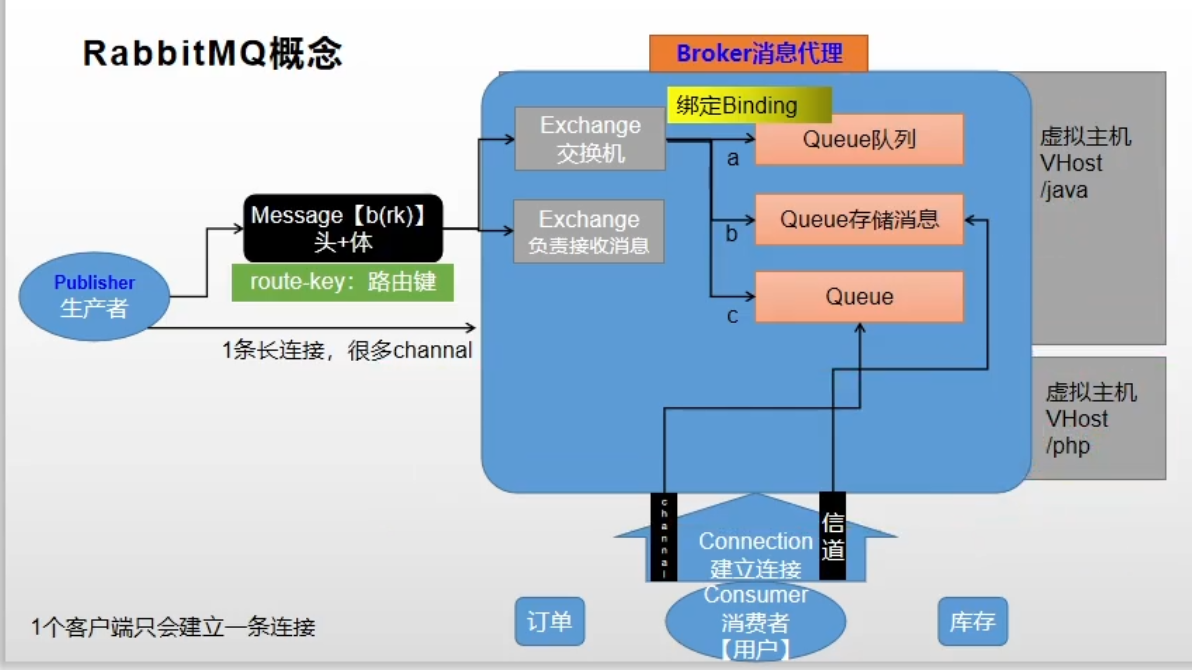 RabbitMQ概念
Broker消息代理
绑定Binding
Exchange
交换机
Queue队列
a
虚拟主机
VHost
/java
Message【b(rk)】
头+体
Exchange
负责接收消息
Queue存储消息
b
route-key：路由键
Publisher
生产者
Queue
c
1条长连接，很多channal
虚拟主机
VHost
/php
channal
信道
Connection
建立连接
Consumer
消费者
【用户】
订单
库存
1个客户端只会建立一条连接